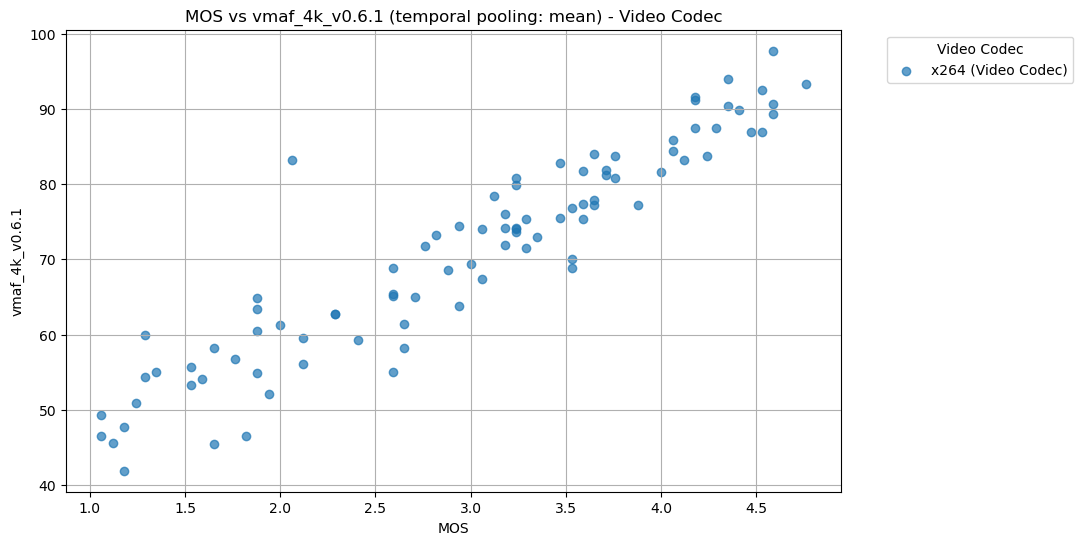 MOS vs vmaf_4k_v0.6.1 (temporal pooling: mean) - Video Codec
Video Codec
x264 (Video Codec)
vmaf_4k_v0.6.1
100
90
80
70
60
50
40
1.0 1.5 2.0 2.5 3.0 3.5 4.0 4.5
MOS